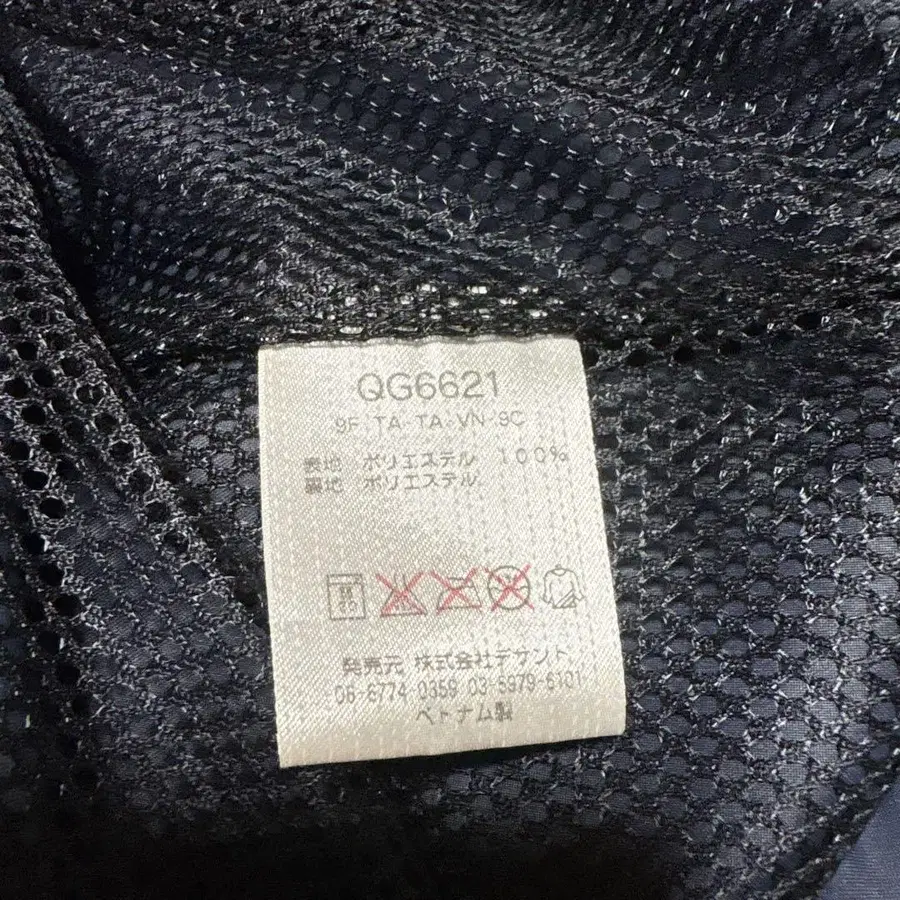 QG6621
9F-TA-TA-VN-9C
表地 ポリエステル 100%
裏地 ポリエステル
発売元 株式会社デサント
06-6774-0359 03-5979-6101
ベトナム製